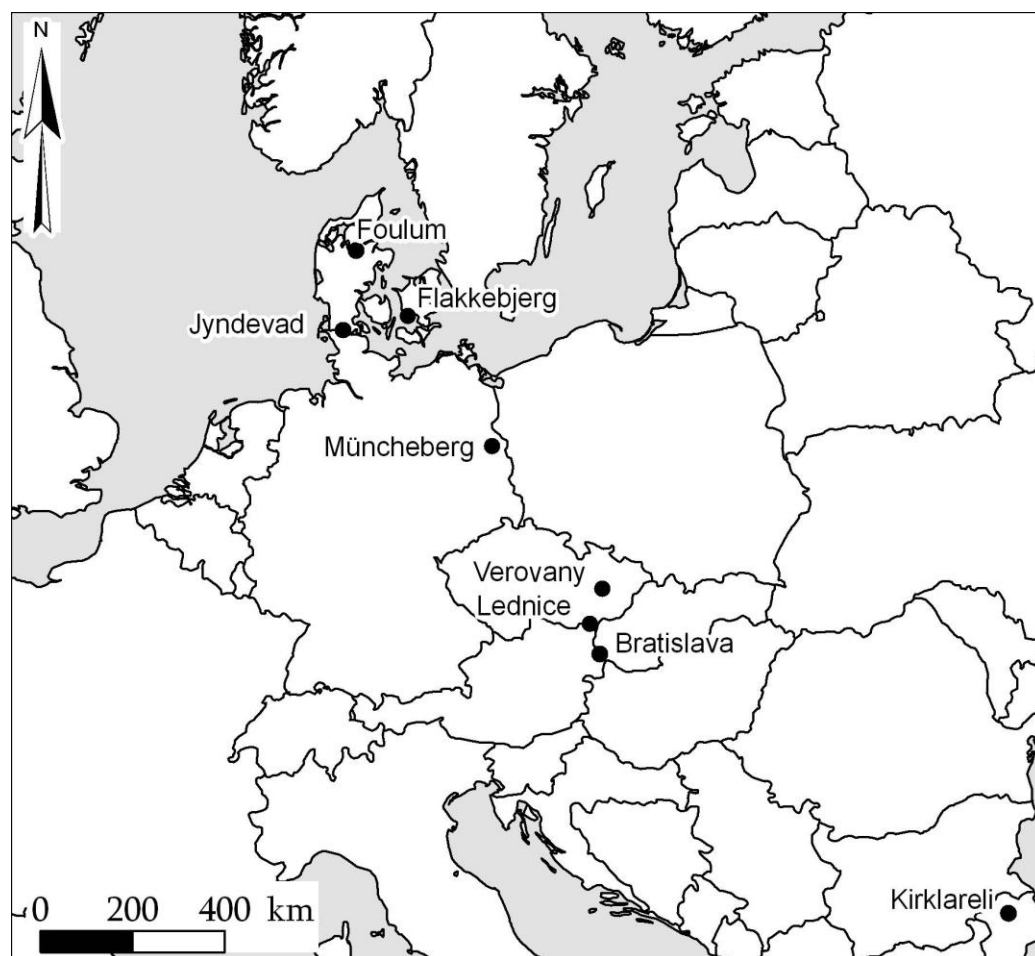 N
Foulum
Flakkebjerg
Jyndevad
Müncheberg
Verovany
Lednice
Bratislava
Kirklareli
0 200 400 km